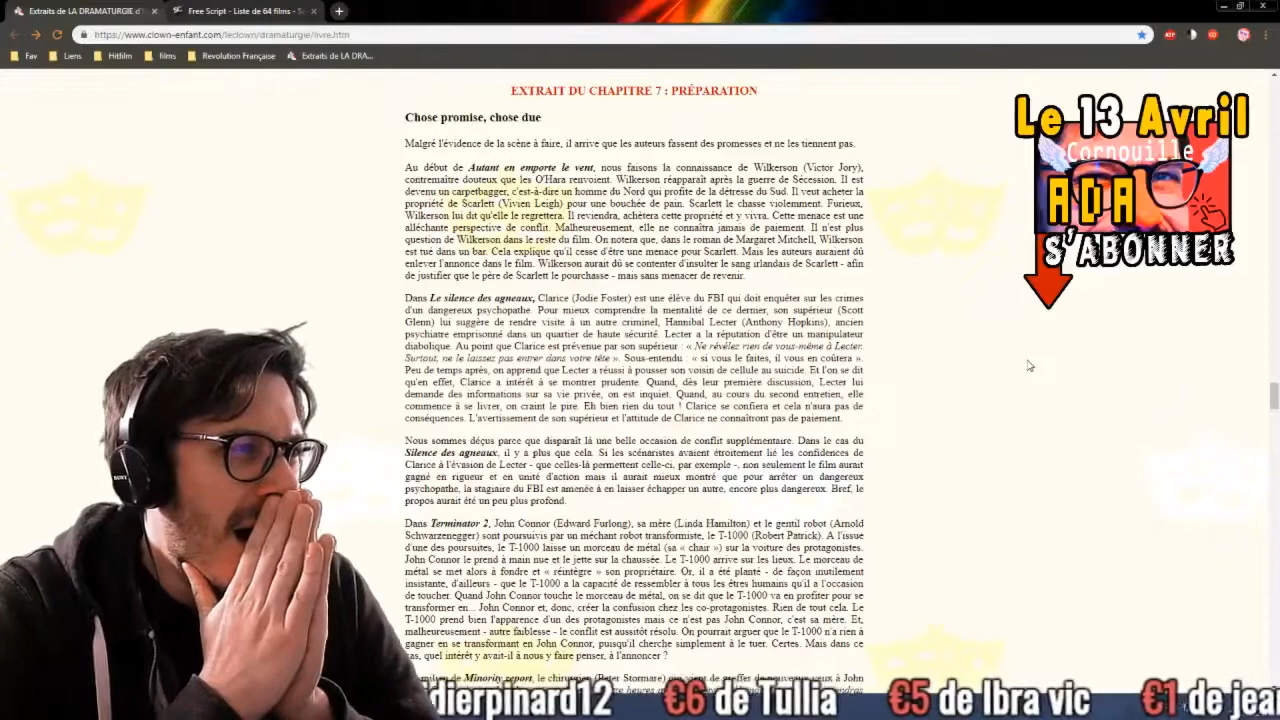 Extraits de LA DRAMATURGIE d'
Free Script - Liste de 64 films - S
https://www.clown-enfant.com/leclown/dramaturgie/livre.htm
Fav
Liens
Hitfilm
films
Revolution Française
Extraits de LA DRA...
EXTRAIT DU CHAPITRE 7 : PRÉPARATION
Chose promise, chose due
Malgré l'évidence de la scène à faire, il arrive que les auteurs fassent des promesses et ne les tiennent pas.
Au début de Autant en emporte le vent, nous faisons la connaissance de Wilkerson (Victor Jory),
contremaître douteux que les O'Hara renvoient. Wilkerson réapparaît après la guerre de Sécession. Il est
devenu un carpetbagger, c'est-à-dire un homme du Nord qui profite de la détresse du Sud. Il veut acheter la
propriété de Scarlett (Vivien Leigh) pour une bouchée de pain. Scarlett le chasse violemment. Furieux,
Wilkerson lui dit qu'elle le regrettera. Il reviendra, achètera cette propriété et y vivra. Cette menace est une
alléchante perspective de conflit. Malheureusement, elle ne connaîtra jamais de paiement. Il n'est plus
question de Wilkerson dans le reste du film. On notera que, dans le roman de Margaret Mitchell, Wilkerson
est tué dans un bar. Cela explique qu'il cesse d'être une menace pour Scarlett. Mais les auteurs auraient dû
enlever l'annonce dans le film. Wilkerson aurait dû se contenter d'insulter le sang irlandais de Scarlett - afin
de justifier que le père de Scarlett le pourchasse - mais sans menacer de revenir.
Dans Le silence des agneaux, Clarice (Jodie Foster) est une élève du FBI qui doit enquêter sur les crimes
d'un dangereux psychopathe. Pour mieux comprendre la mentalité de ce dernier, son supérieur (Scott
Glenn) lui suggère de rendre visite à un autre criminel, Hannibal Lecter (Anthony Hopkins), ancien
psychiatre emprisonné dans un quartier de haute sécurité. Lecter a la réputation d'être un manipulateur
diabolique. Au point que Clarice est prévenue par son supérieur : « Ne révélez rien de vous-même à Lecter.
Surtout, ne le laissez pas entrer dans votre tête ». Sous-entendu : « si vous le faites, il vous en coûtera ».
Peu de temps après, on apprend que Lecter a réussi à pousser son voisin de cellule au suicide. Et l'on se dit
qu'en effet, Clarice a intérêt à se montrer prudente. Quand, dès leur première discussion, Lecter lui
demande des informations sur sa vie privée, on est inquiet. Quand, au cours du second entretien, elle
commence à se livrer, on craint le pire. Eh bien rien du tout ! Clarice se confiera et cela n'aura pas de
conséquences. L'avertissement de son supérieur et l'attitude de Clarice ne connaîtront pas de paiement.
Nous sommes déçus parce que disparaît là une belle occasion de conflit supplémentaire. Dans le cas du
Silence des agneaux, il y a plus que cela. Si les scénaristes avaient étroitement lié les confidences de
Clarice à l'évasion de Lecter - que celles-là permettent celle-ci, par exemple -, non seulement le film aurait
gagné en rigueur et en unité d'action mais il aurait mieux montré que pour arrêter un dangereux
psychopathe, la stagiaire du FBI est amenée à en laisser échapper un autre, encore plus dangereux. Bref, le
propos aurait été un peu plus profond.
Dans Terminator 2, John Connor (Edward Furlong), sa mère (Linda Hamilton) et le gentil robot (Arnold
Schwarzenegger) sont poursuivis par un méchant robot transformiste, le T-1000 (Robert Patrick). A l'issue
d'une des poursuites, le T-1000 laisse un morceau de métal (sa « chair ») sur la voiture des protagonistes.
John Connor le prend à main nue et le jette sur la chaussée. Le T-1000 arrive sur les lieux. Le morceau de
métal se met alors à fondre et « réintègre » son propriétaire. Or, il a été planté - de façon inutilement
insistante, d'ailleurs - que le T-1000 a la capacité de ressembler à tous les êtres humains qu'il a l'occasion
de toucher. Quand John Connor touche le morceau de métal, on se dit que le T-1000 va en profiter pour se
transformer en... John Connor et, donc, créer la confusion chez les co-protagonistes. Rien de tout cela. Le
T-1000 prend bien l'apparence d'un des protagonistes mais ce n'est pas John Connor, c'est sa mère. Et,
malheureusement - autre faiblesse - le conflit est aussitôt résolu. On pourrait arguer que le T-1000 n'a rien à
gagner en se transformant en John Connor, puisqu'il cherche simplement à le tuer. Certes. Mais dans ce
cas, quel intérêt y avait-il à nous y faire penser, à l'annoncer ?
milieu de Minority report, le chirurgien (Peter Stormare) qui vient de greffer de nouveaux yeux à John
Le 13 Avril
Cornouille
ADA
S'ABONNER
SONY
dierpinard12 €6 de Tullia €5 de Ibra vic €1 de jea